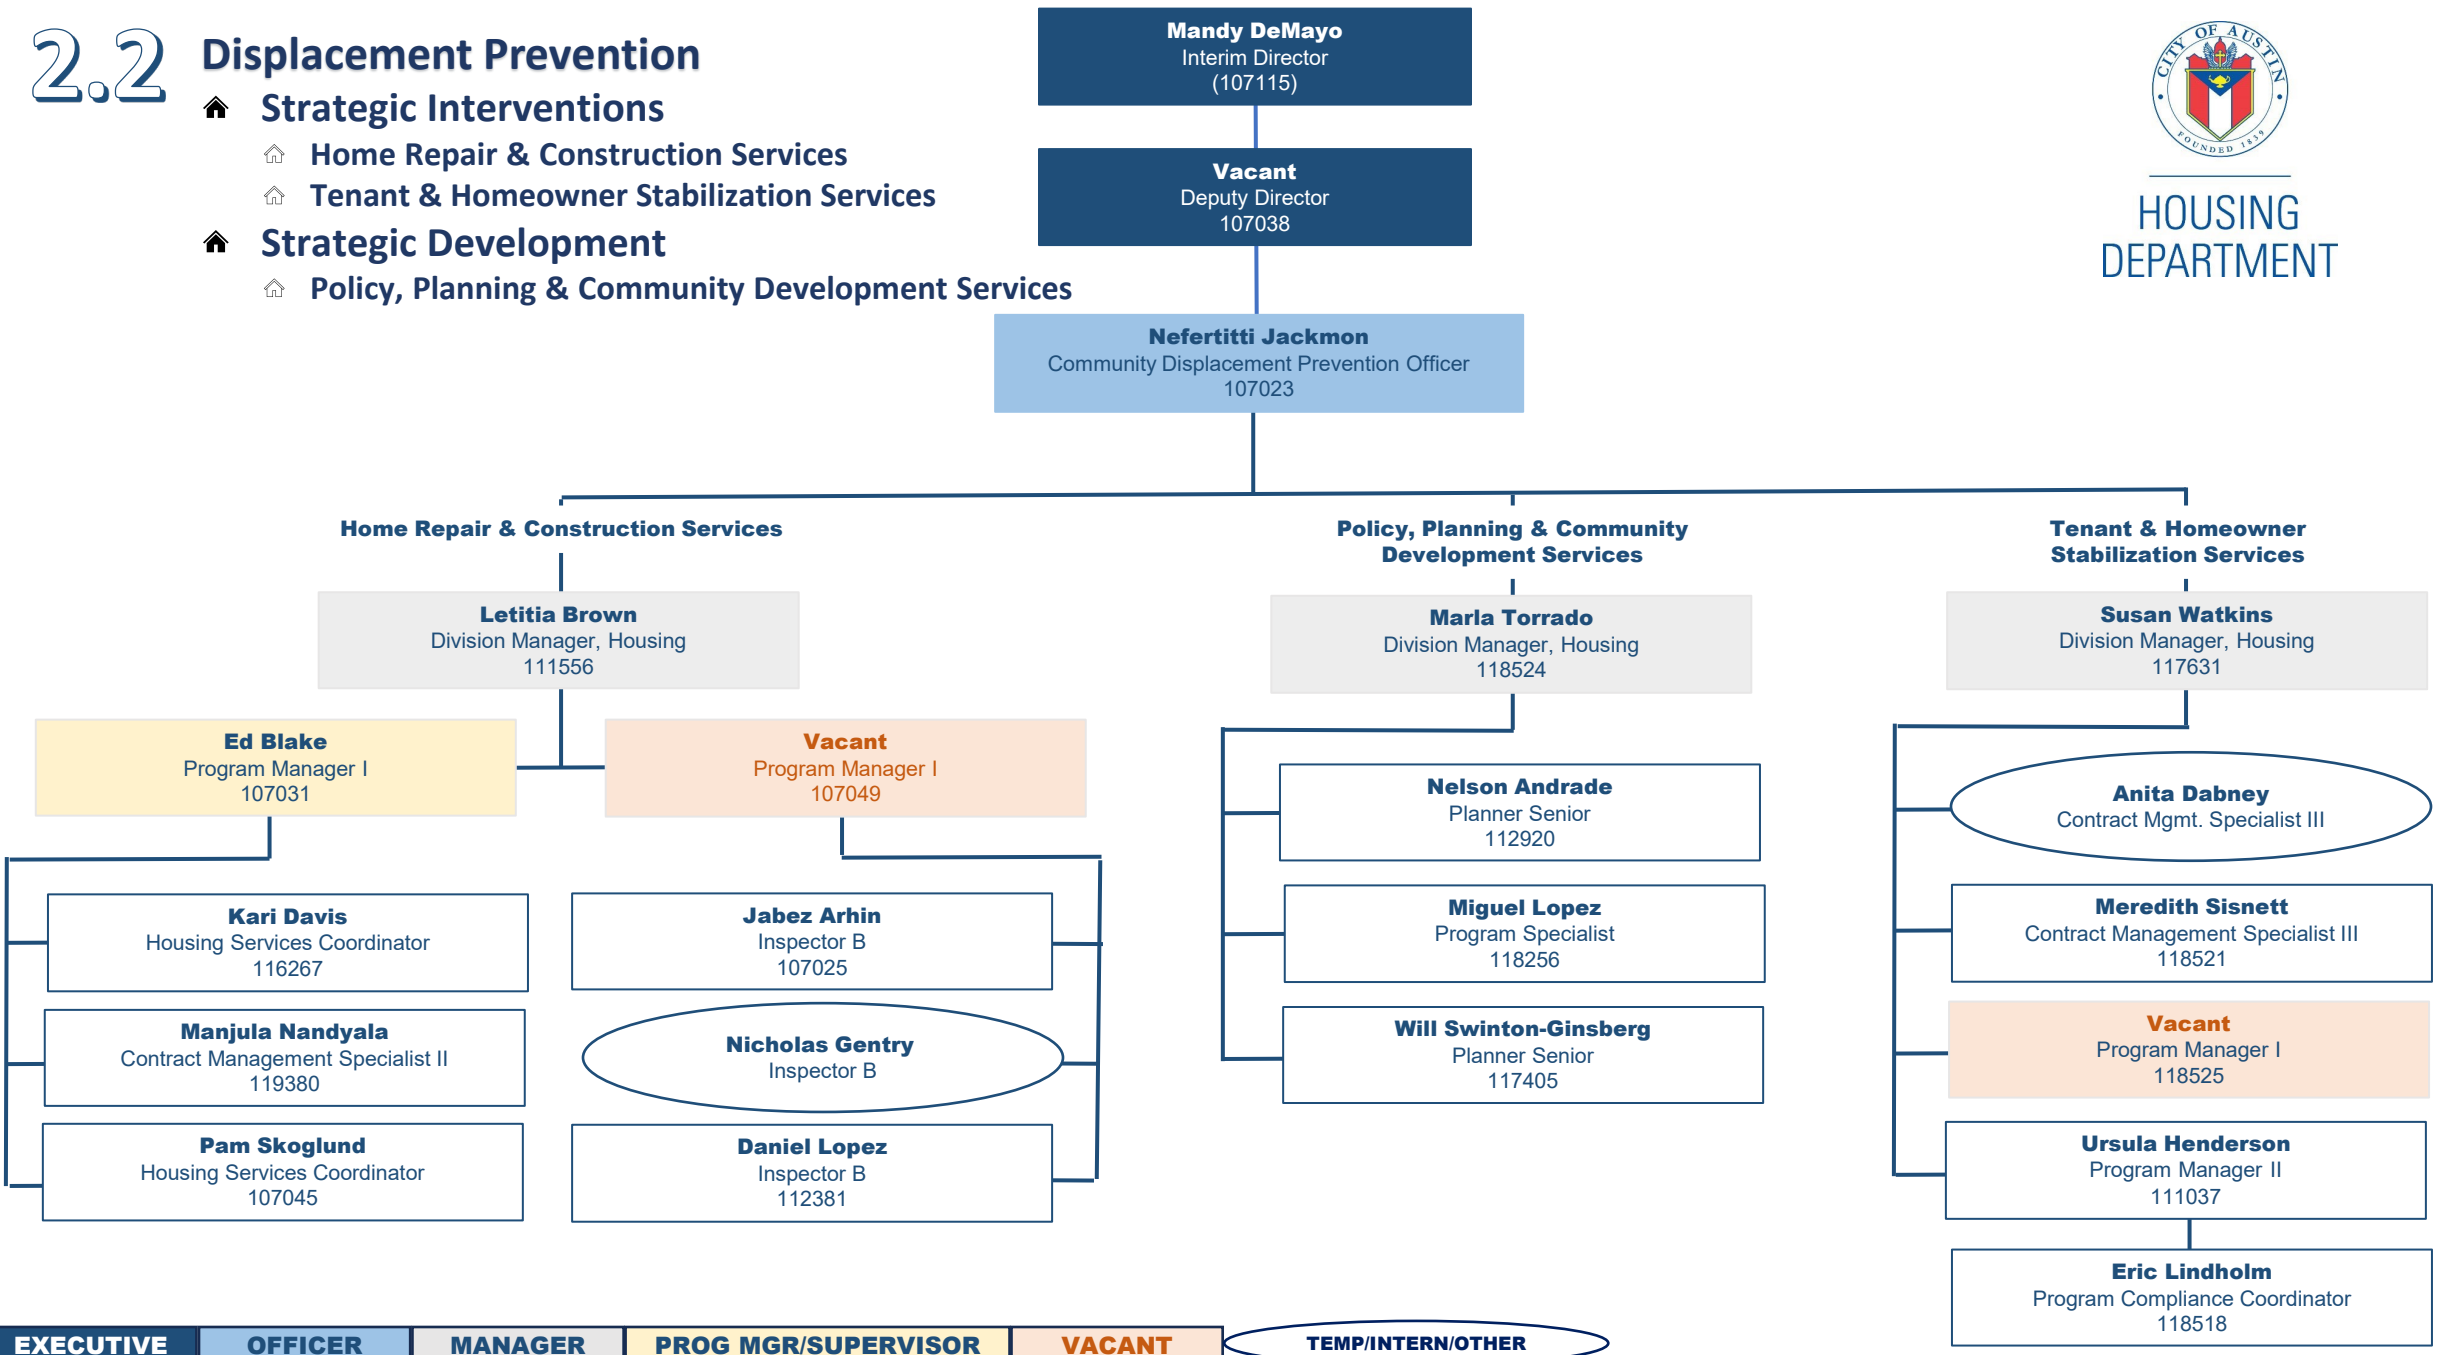 2.2
Displacement Prevention
Strategic Interventions
Home Repair & Construction Services
Tenant & Homeowner Stabilization Services
Strategic Development
Policy, Planning & Community Development Services
Mandy DeMayo
Interim Director
(107115)
Vacant
Deputy Director
107038
Nefertitti Jackmon
Community Displacement Prevention Officer
107023
CITY OF AUSTIN
FOUNDED 1839
HOUSING
DEPARTMENT
Home Repair & Construction Services
Letitia Brown
Division Manager, Housing
111556
Ed Blake
Program Manager I
107031
Kari Davis
Housing Services Coordinator
116267
Manjula Nandyala
Contract Management Specialist II
119380
Pam Skoglund
Housing Services Coordinator
107045
Vacant
Program Manager I
107049
Jabez Arhin
Inspector B
107025
Nicholas Gentry
Inspector B
Daniel Lopez
Inspector B
112381
Policy, Planning & Community
Development Services
Marla Torrado
Division Manager, Housing
118524
Nelson Andrade
Planner Senior
112920
Miguel Lopez
Program Specialist
118256
Will Swinton-Ginsberg
Planner Senior
117405
Tenant & Homeowner
Stabilization Services
Susan Watkins
Division Manager, Housing
117631
Anita Dabney
Contract Mgmt. Specialist III
Meredith Sisnett
Contract Management Specialist III
118521
Vacant
Program Manager I
118525
Ursula Henderson
Program Manager II
111037
Eric Lindholm
Program Compliance Coordinator
118518
EXECUTIVE
OFFICER
MANAGER
PROG MGR/SUPERVISOR
VACANT
TEMP/INTERN/OTHER